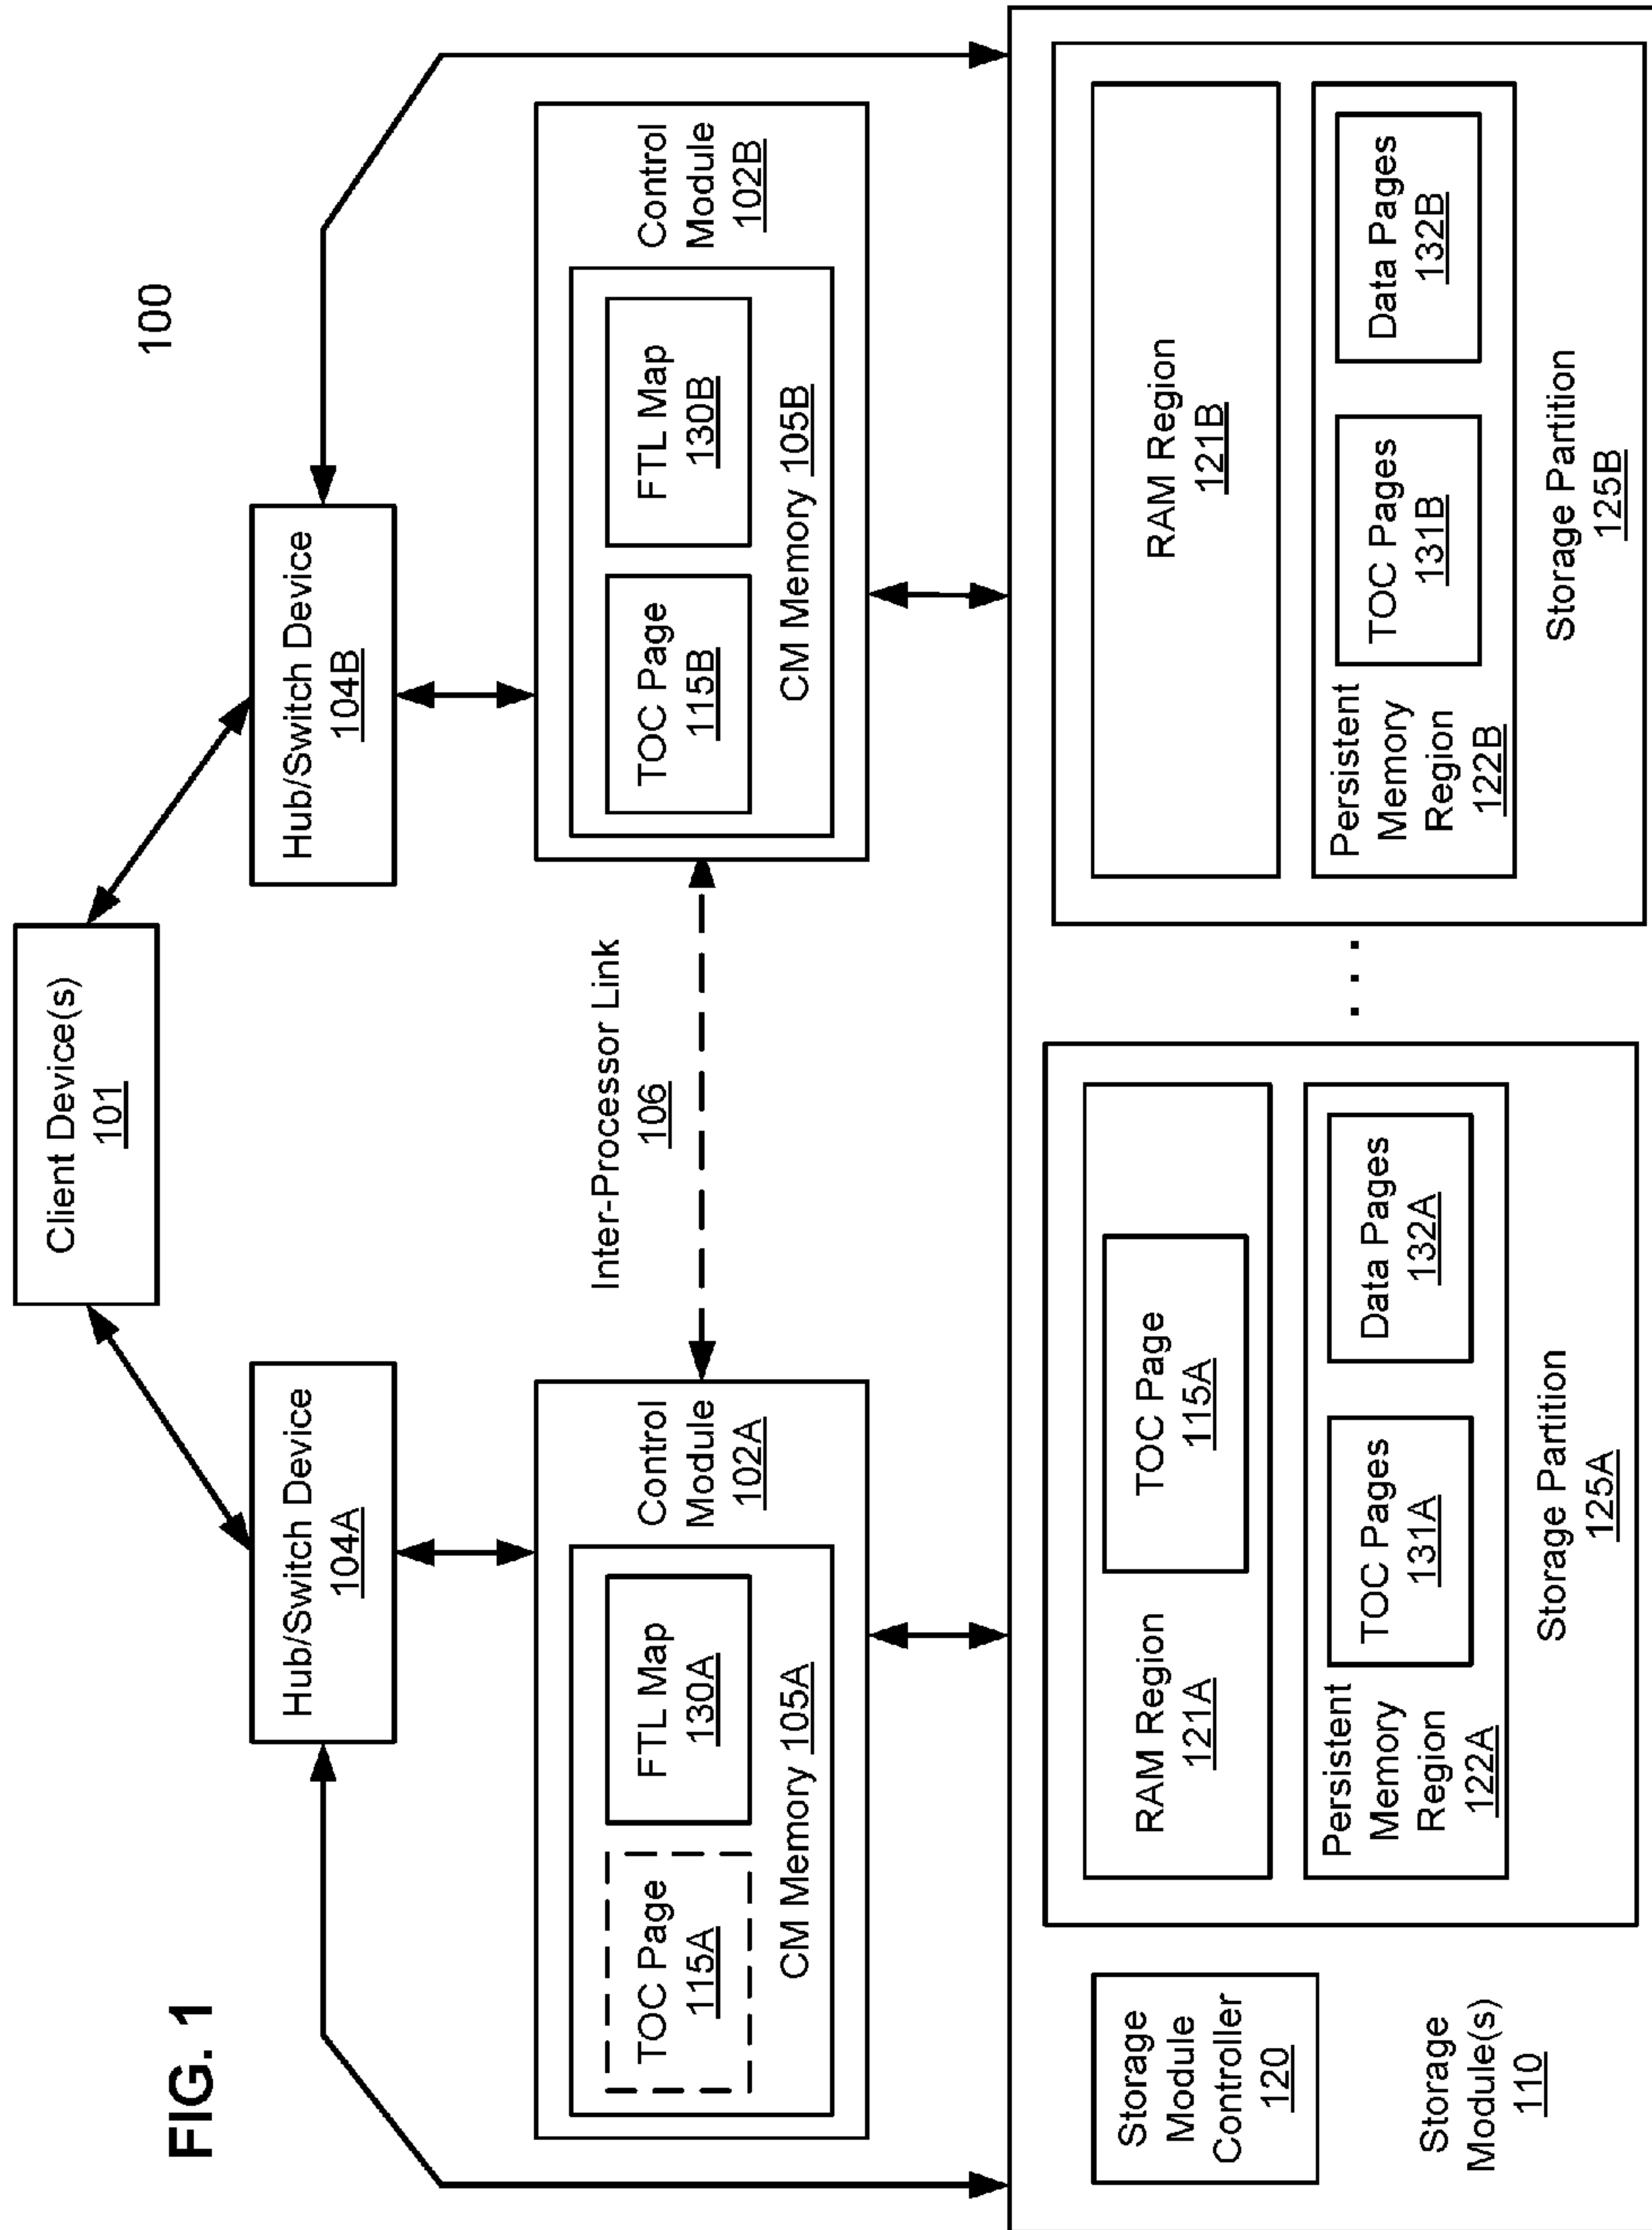 FIG. 1
100
Client Device(s)
101
Hub/Switch Device
104A
Hub/Switch Device
104B
Inter-Processor Link
106
TOC Page
115A
FTL Map
130A
CM Memory 105A
Control
Module
102A
TOC Page
115B
FTL Map
130B
CM Memory 105B
Control
Module
102B
Storage
Module
Controller
120
Storage
Module(s)
110
RAM Region
121A
TOC Page
115A
Persistent
Memory
Region
122A
TOC Pages
131A
Data Pages
132A
Storage Partition
125A
. . .
RAM Region
121B
Persistent
Memory
Region
122B
TOC Pages
131B
Data Pages
132B
Storage Partition
125B